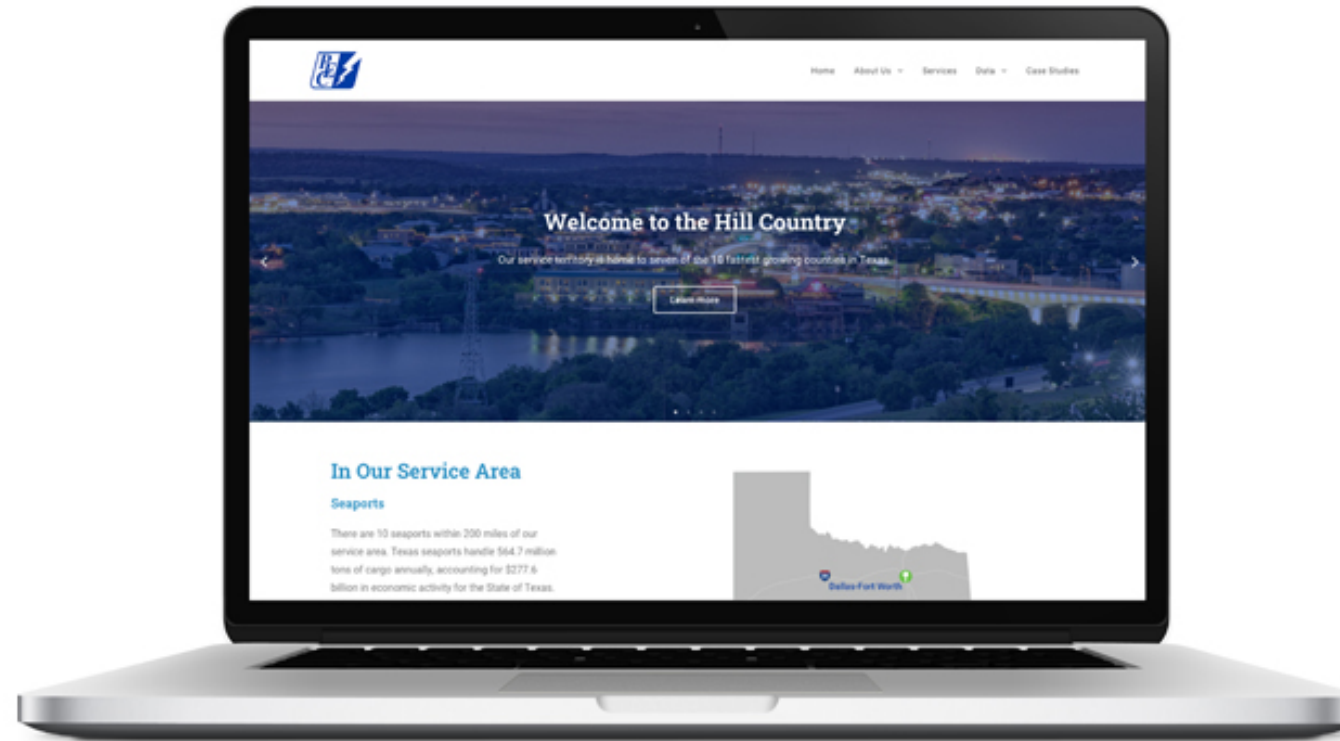 PEC
Home About Us Services Data Case Studies
Welcome to the Hill Country
Our service territory is home to seven of the 10 fastest growing counties in Texas
Learn more
In Our Service Area
Seaports
There are 10 seaports within 200 miles of our
service area. Texas seaports handle 564.7 million
tons of cargo annually, accounting for $277.6
billion in economic activity for the State of Texas.
Dallas-Fort Worth